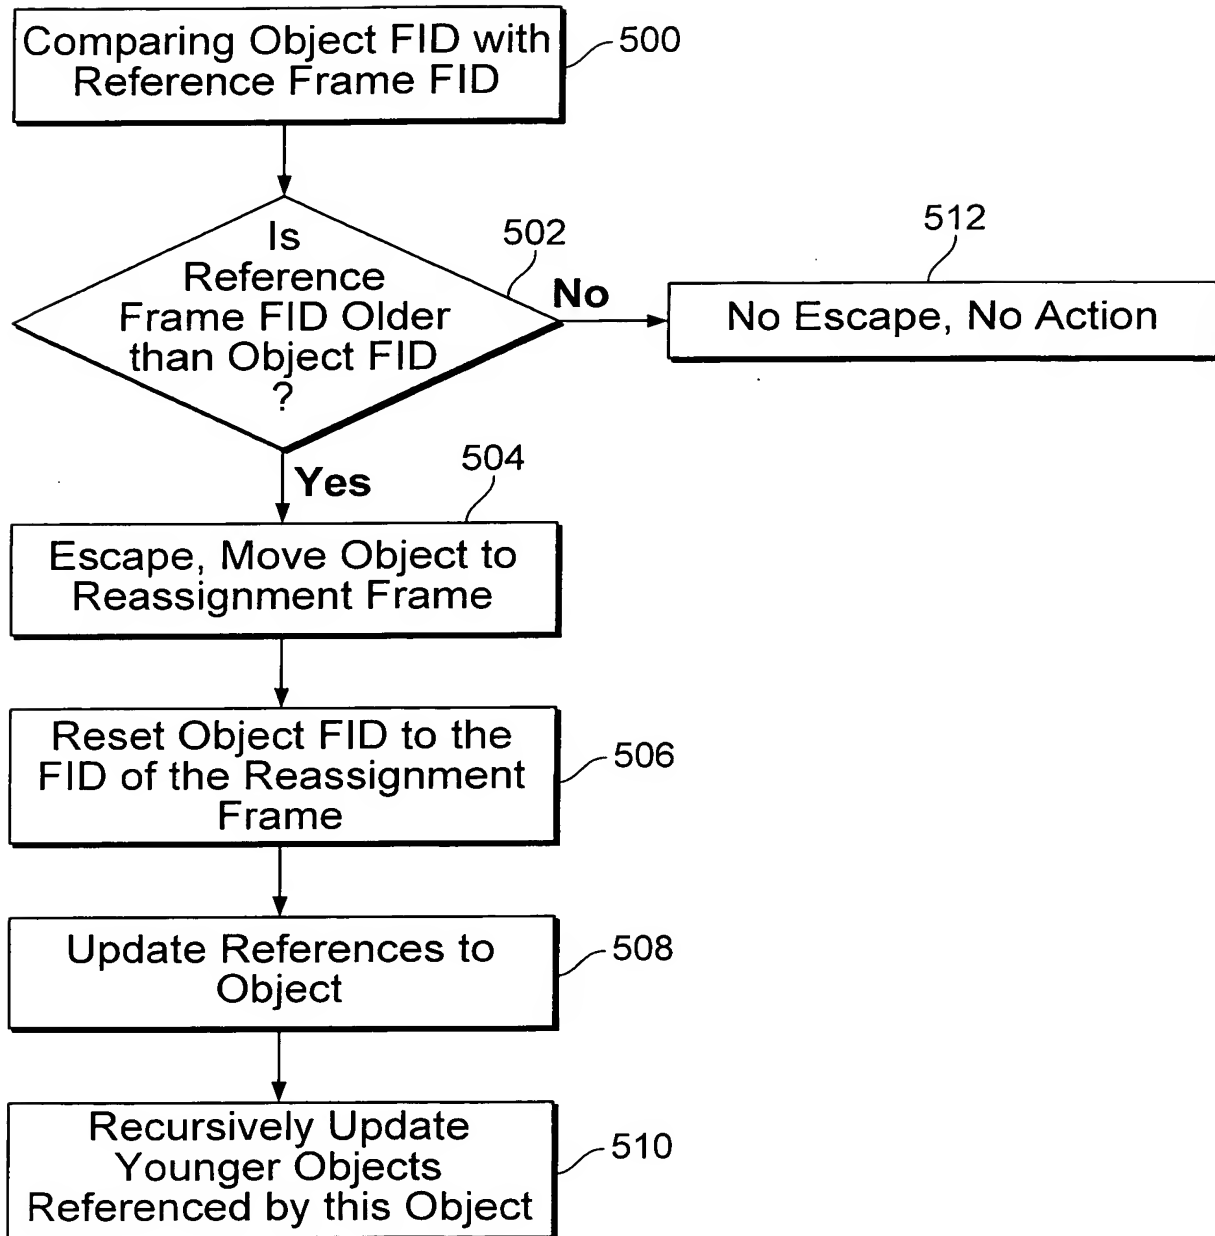 Comparing Object FID with
Reference Frame FID
500
Is
Reference
Frame FID Older
than Object FID
?
502
No
512
No Escape, No Action
Yes
504
Escape, Move Object to
Reassignment Frame
Reset Object FID to the
FID of the Reassignment
Frame
506
Update References to
Object
508
Recursively Update
Younger Objects
Referenced by this Object
510